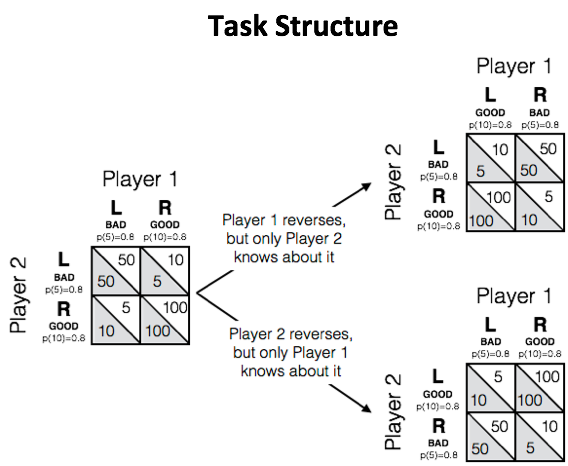 Task Structure
Player 1
L R
GOOD BAD
p(10)=0.8 p(5)=0.8
Player 2
L
BAD
p(5)=0.8
10 50
5 50
R
GOOD
p(10)=0.8
100 5
100 10
Player 1
L R
BAD GOOD
p(5)=0.8 p(10)=0.8
Player 2
L
BAD
p(5)=0.8
50 10
50 5
R
GOOD
p(10)=0.8
5 100
10 100
Player 1 reverses,
but only Player 2
knows about it
Player 2 reverses,
but only Player 1
knows about it
Player 1
L R
BAD GOOD
p(5)=0.8 p(10)=0.8
Player 2
L
GOOD
p(10)=0.8
5 100
10 100
R
BAD
p(5)=0.8
50 10
50 5